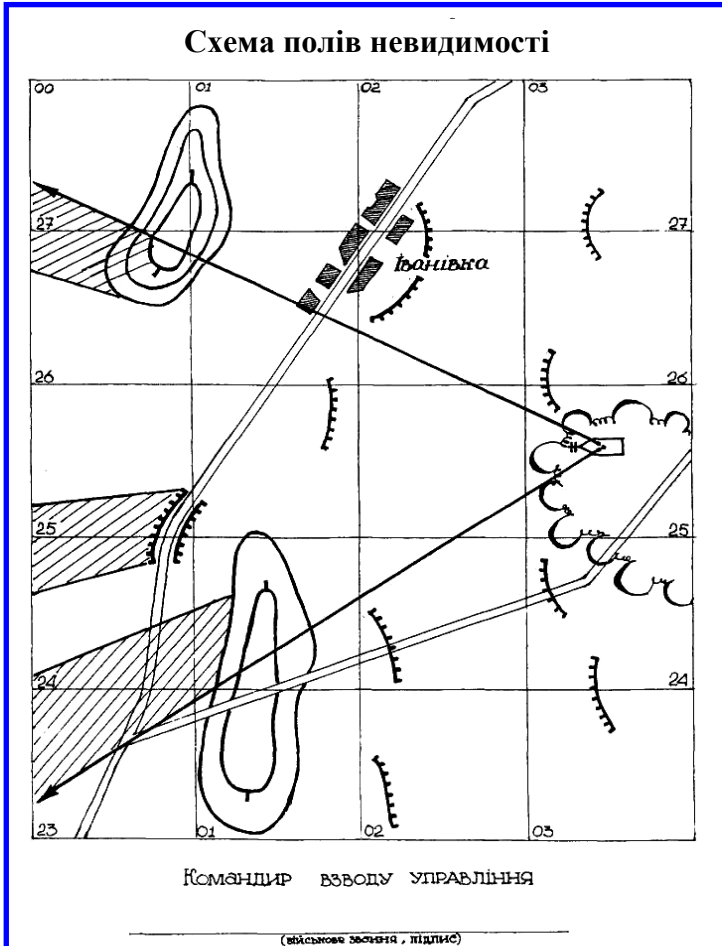 Схема полів невидимості
00 01 02 03
27 27
Іванівка
26 26
25 25
24 24
23 01 02 03
Командир взводу управління
(військове звання, підпис)